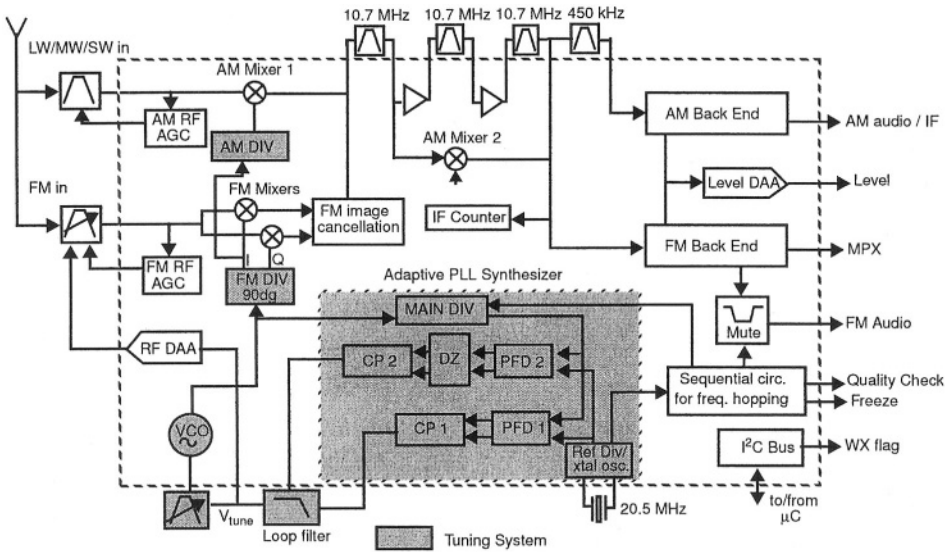 10.7 MHz
10.7 MHz
10.7 MHz
450 kHz
LW/MW/SW in
AM Mixer 1
AM RF
AGC
AM DIV
AM Mixer 2
AM Back End
AM audio / IF
Level DAA
Level
FM in
FM Mixers
FM image
cancellation
IF Counter
FM Back End
MPX
I
Q
FM RF
AGC
FM DIV
90dg
Adaptive PLL Synthesizer
MAIN DIV
Mute
FM Audio
RF DAA
CP 2
DZ
PFD 2
Sequential circ.
for freq. hopping
Quality Check
Freeze
VCO
CP 1
PFD 1
Ref Div/
xtal osc.
I²C Bus
WX flag
Vtune
Loop filter
20.5 MHz
to/from
μC
Tuning System